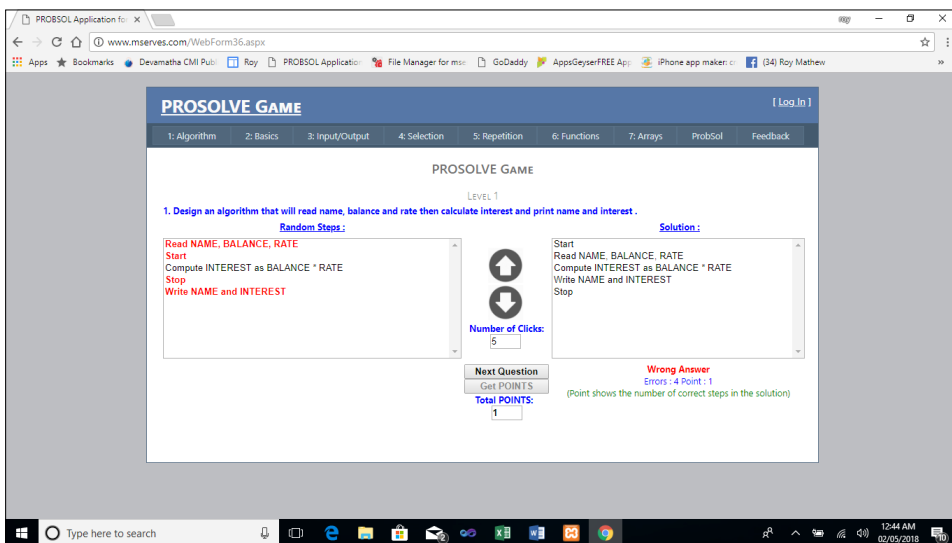 PROBSOL Application fo
roy
www.mserves.com/WebForm36.aspx
Apps Bookmarks Devamatha CMI Publ Roy PROBSOL Application File Manager for mse GoDaddy AppsGeyserFREE App iPhone app maker: cr (34) Roy Mathew »
PROSOLVE GAME
[ Log In ]
1: Algorithm 2: Basics 3: Input/Output 4: Selection 5: Repetition 6: Functions 7: Arrays ProbSol Feedback
PROSOLVE GAME
LEVEL 1
1. Design an algorithm that will read name, balance and rate then calculate interest and print name and interest .
Random Steps :
Read NAME, BALANCE, RATE
Start
Compute INTEREST as BALANCE * RATE
Stop
Write NAME and INTEREST
Number of Clicks:
5
Next Question
Get POINTS
Total POINTS:
1
Solution :
Start
Read NAME, BALANCE, RATE
Compute INTEREST as BALANCE * RATE
Write NAME and INTEREST
Stop
Wrong Answer
Errors : 4 Point : 1
(Point shows the number of correct steps in the solution)
Type here to search
12:44 AM
02/05/2018